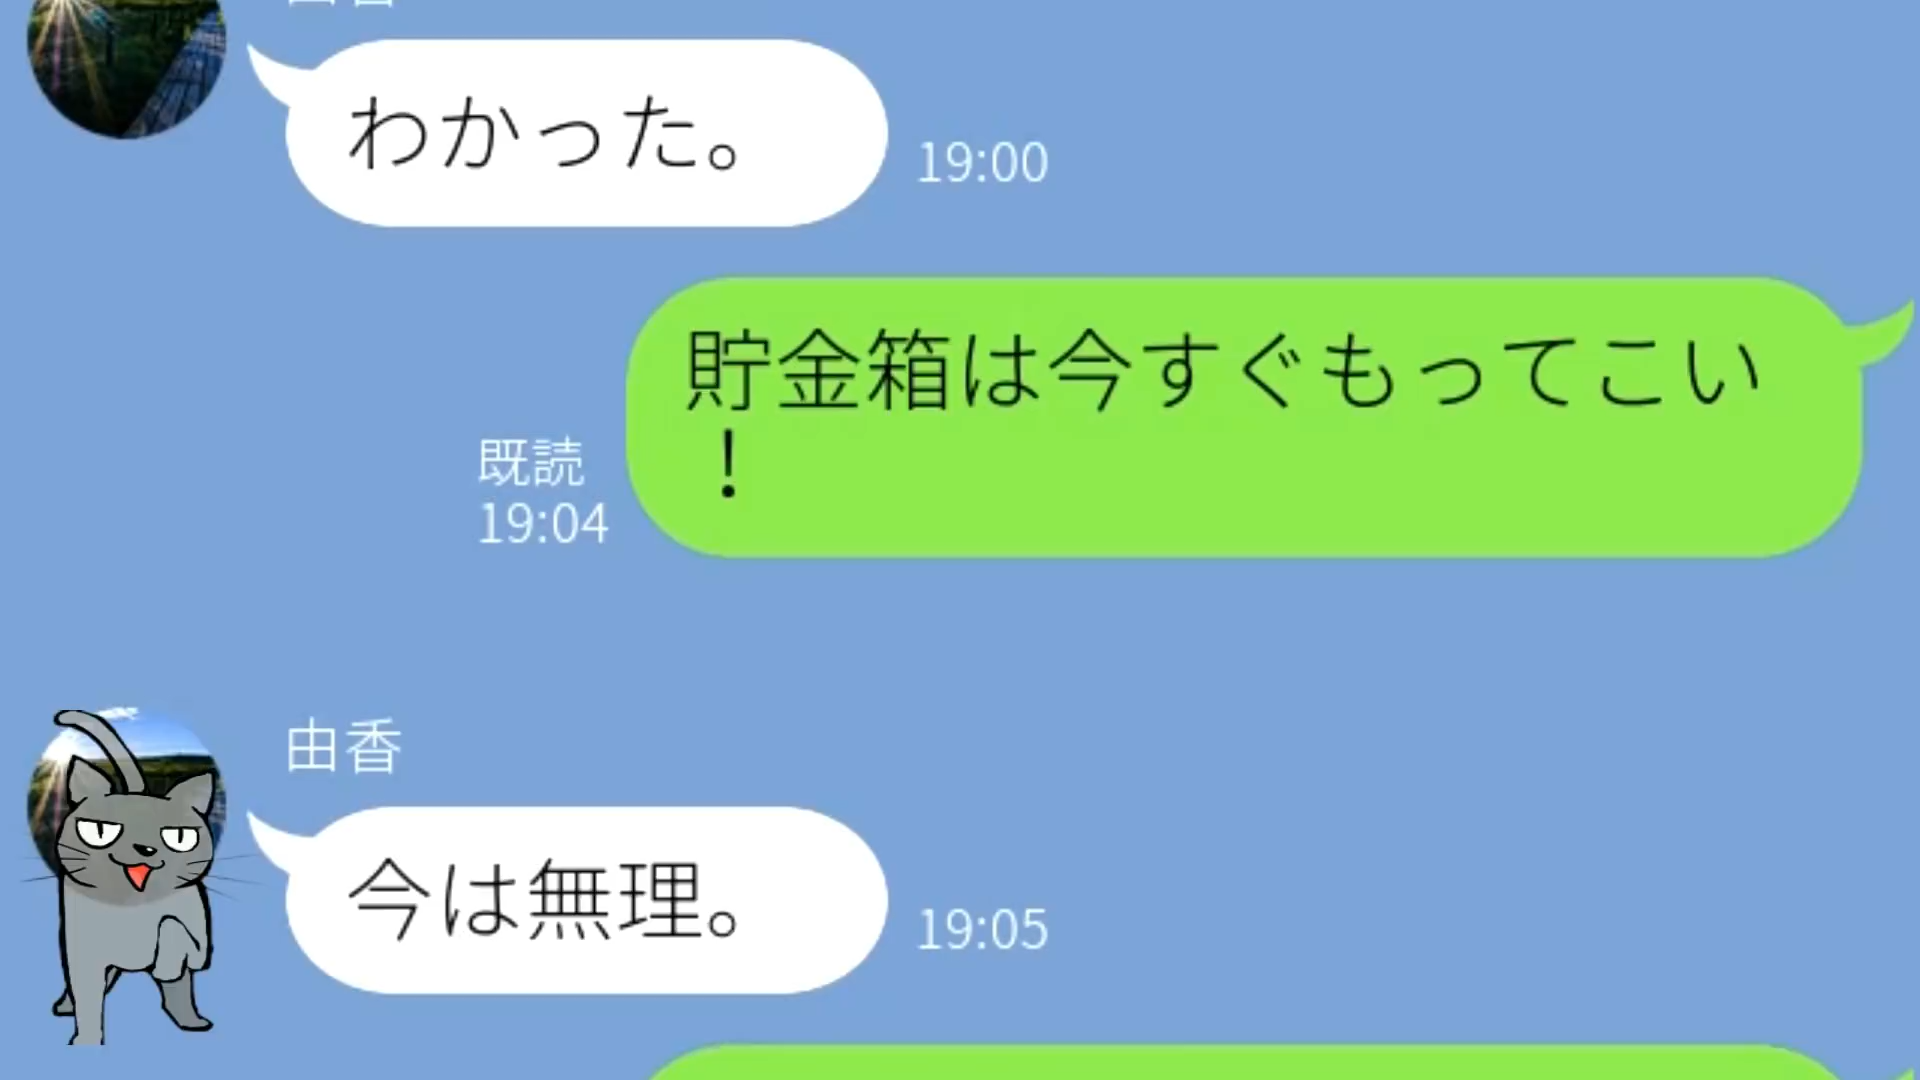 わかった。
19:00
貯金箱は今すぐもってこい
！
既読
19:04
由香
今は無理。
19:05